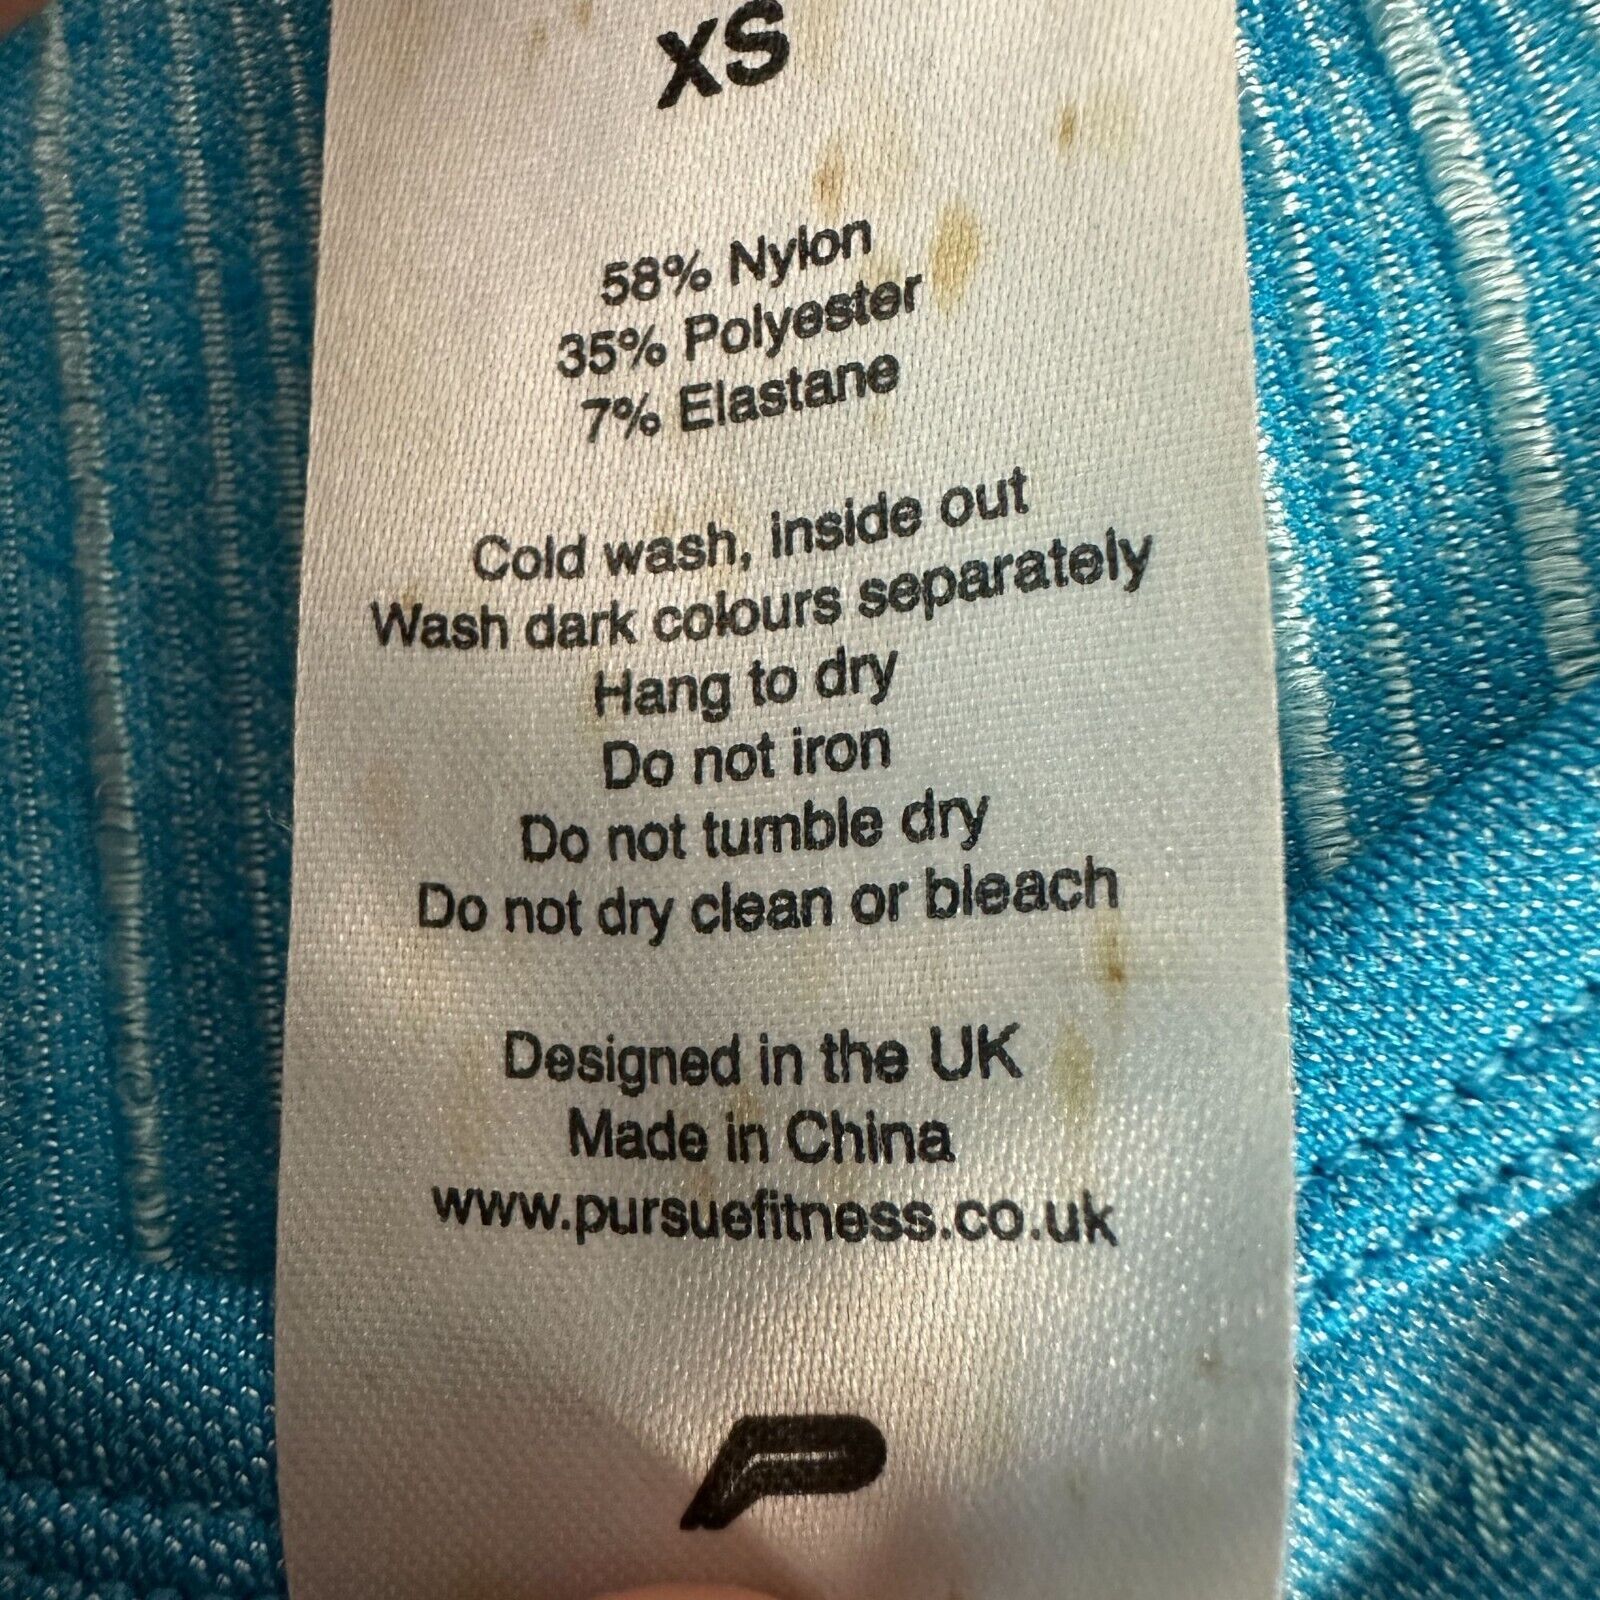 XS
58% Nylon
35% Polyester
7% Elastane
Cold wash, inside out
Wash dark colours separately
Hang to dry
Do not iron
Do not tumble dry
Do not dry clean or bleach
Designed in the UK
Made in China
www.pursuefitness.co.uk
P